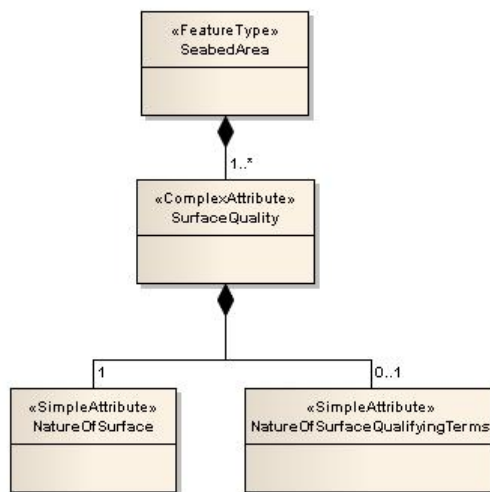 «FeatureType»
SeabedArea
1..*
«ComplexAttribute»
SurfaceQuality
1
0..1
«SimpleAttribute»
NatureOfSurface
«SimpleAttribute»
NatureOfSurfaceQualifyingTerms